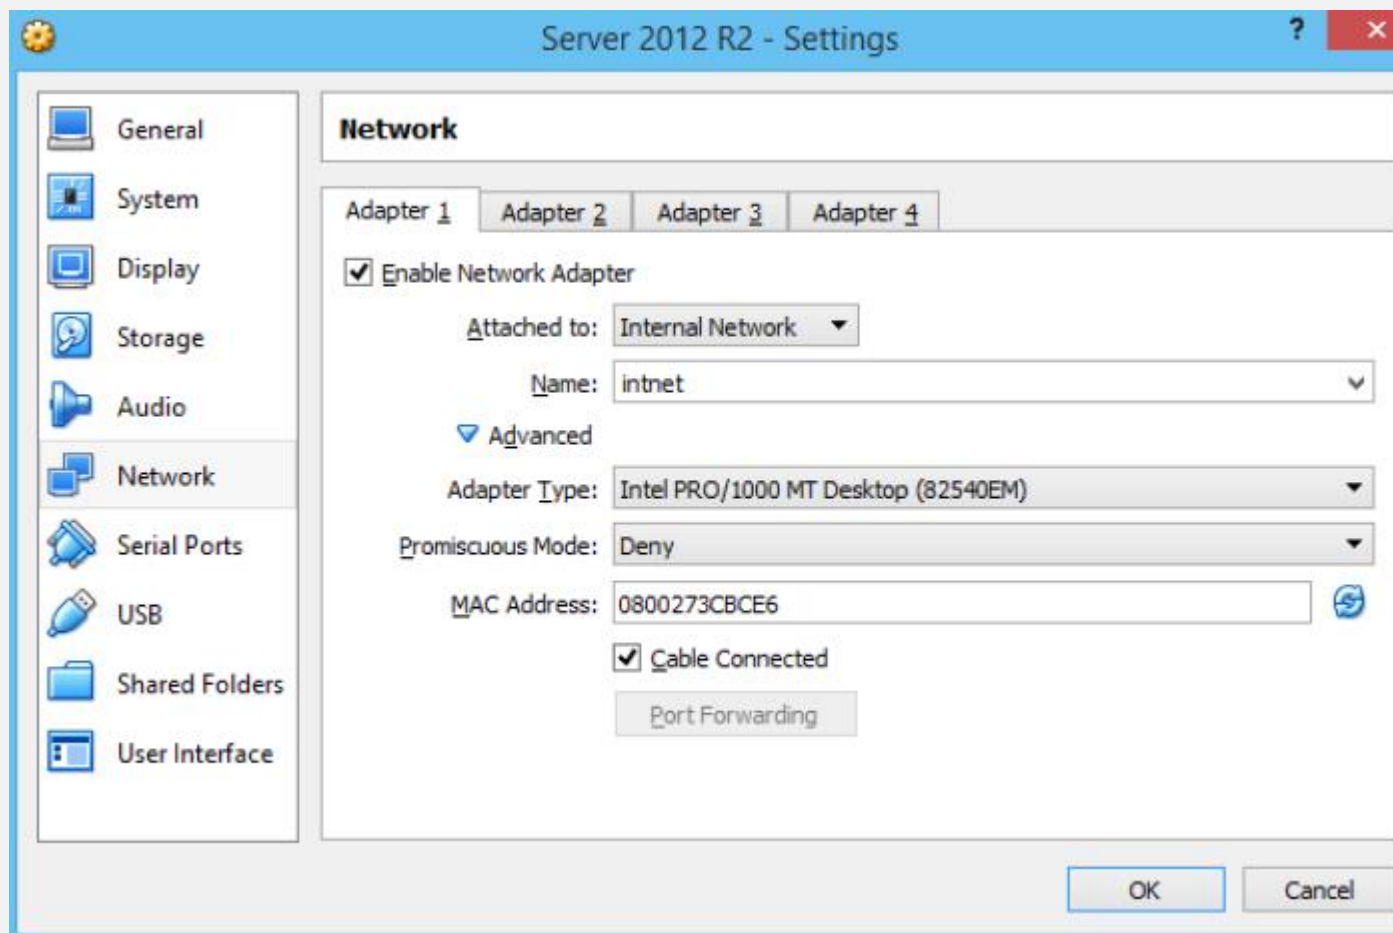 Server 2012 R2 - Settings
?
General
System
Display
Storage
Audio
Network
Serial Ports
USB
Shared Folders
User Interface
Network
Adapter 1 Adapter 2 Adapter 3 Adapter 4
Enable Network Adapter
Attached to: Internal Network
Name: intnet
Advanced
Adapter Type: Intel PRO/1000 MT Desktop (82540EM)
Promiscuous Mode: Deny
MAC Address: 0800273CBCE6
Cable Connected
Port Forwarding
OK Cancel